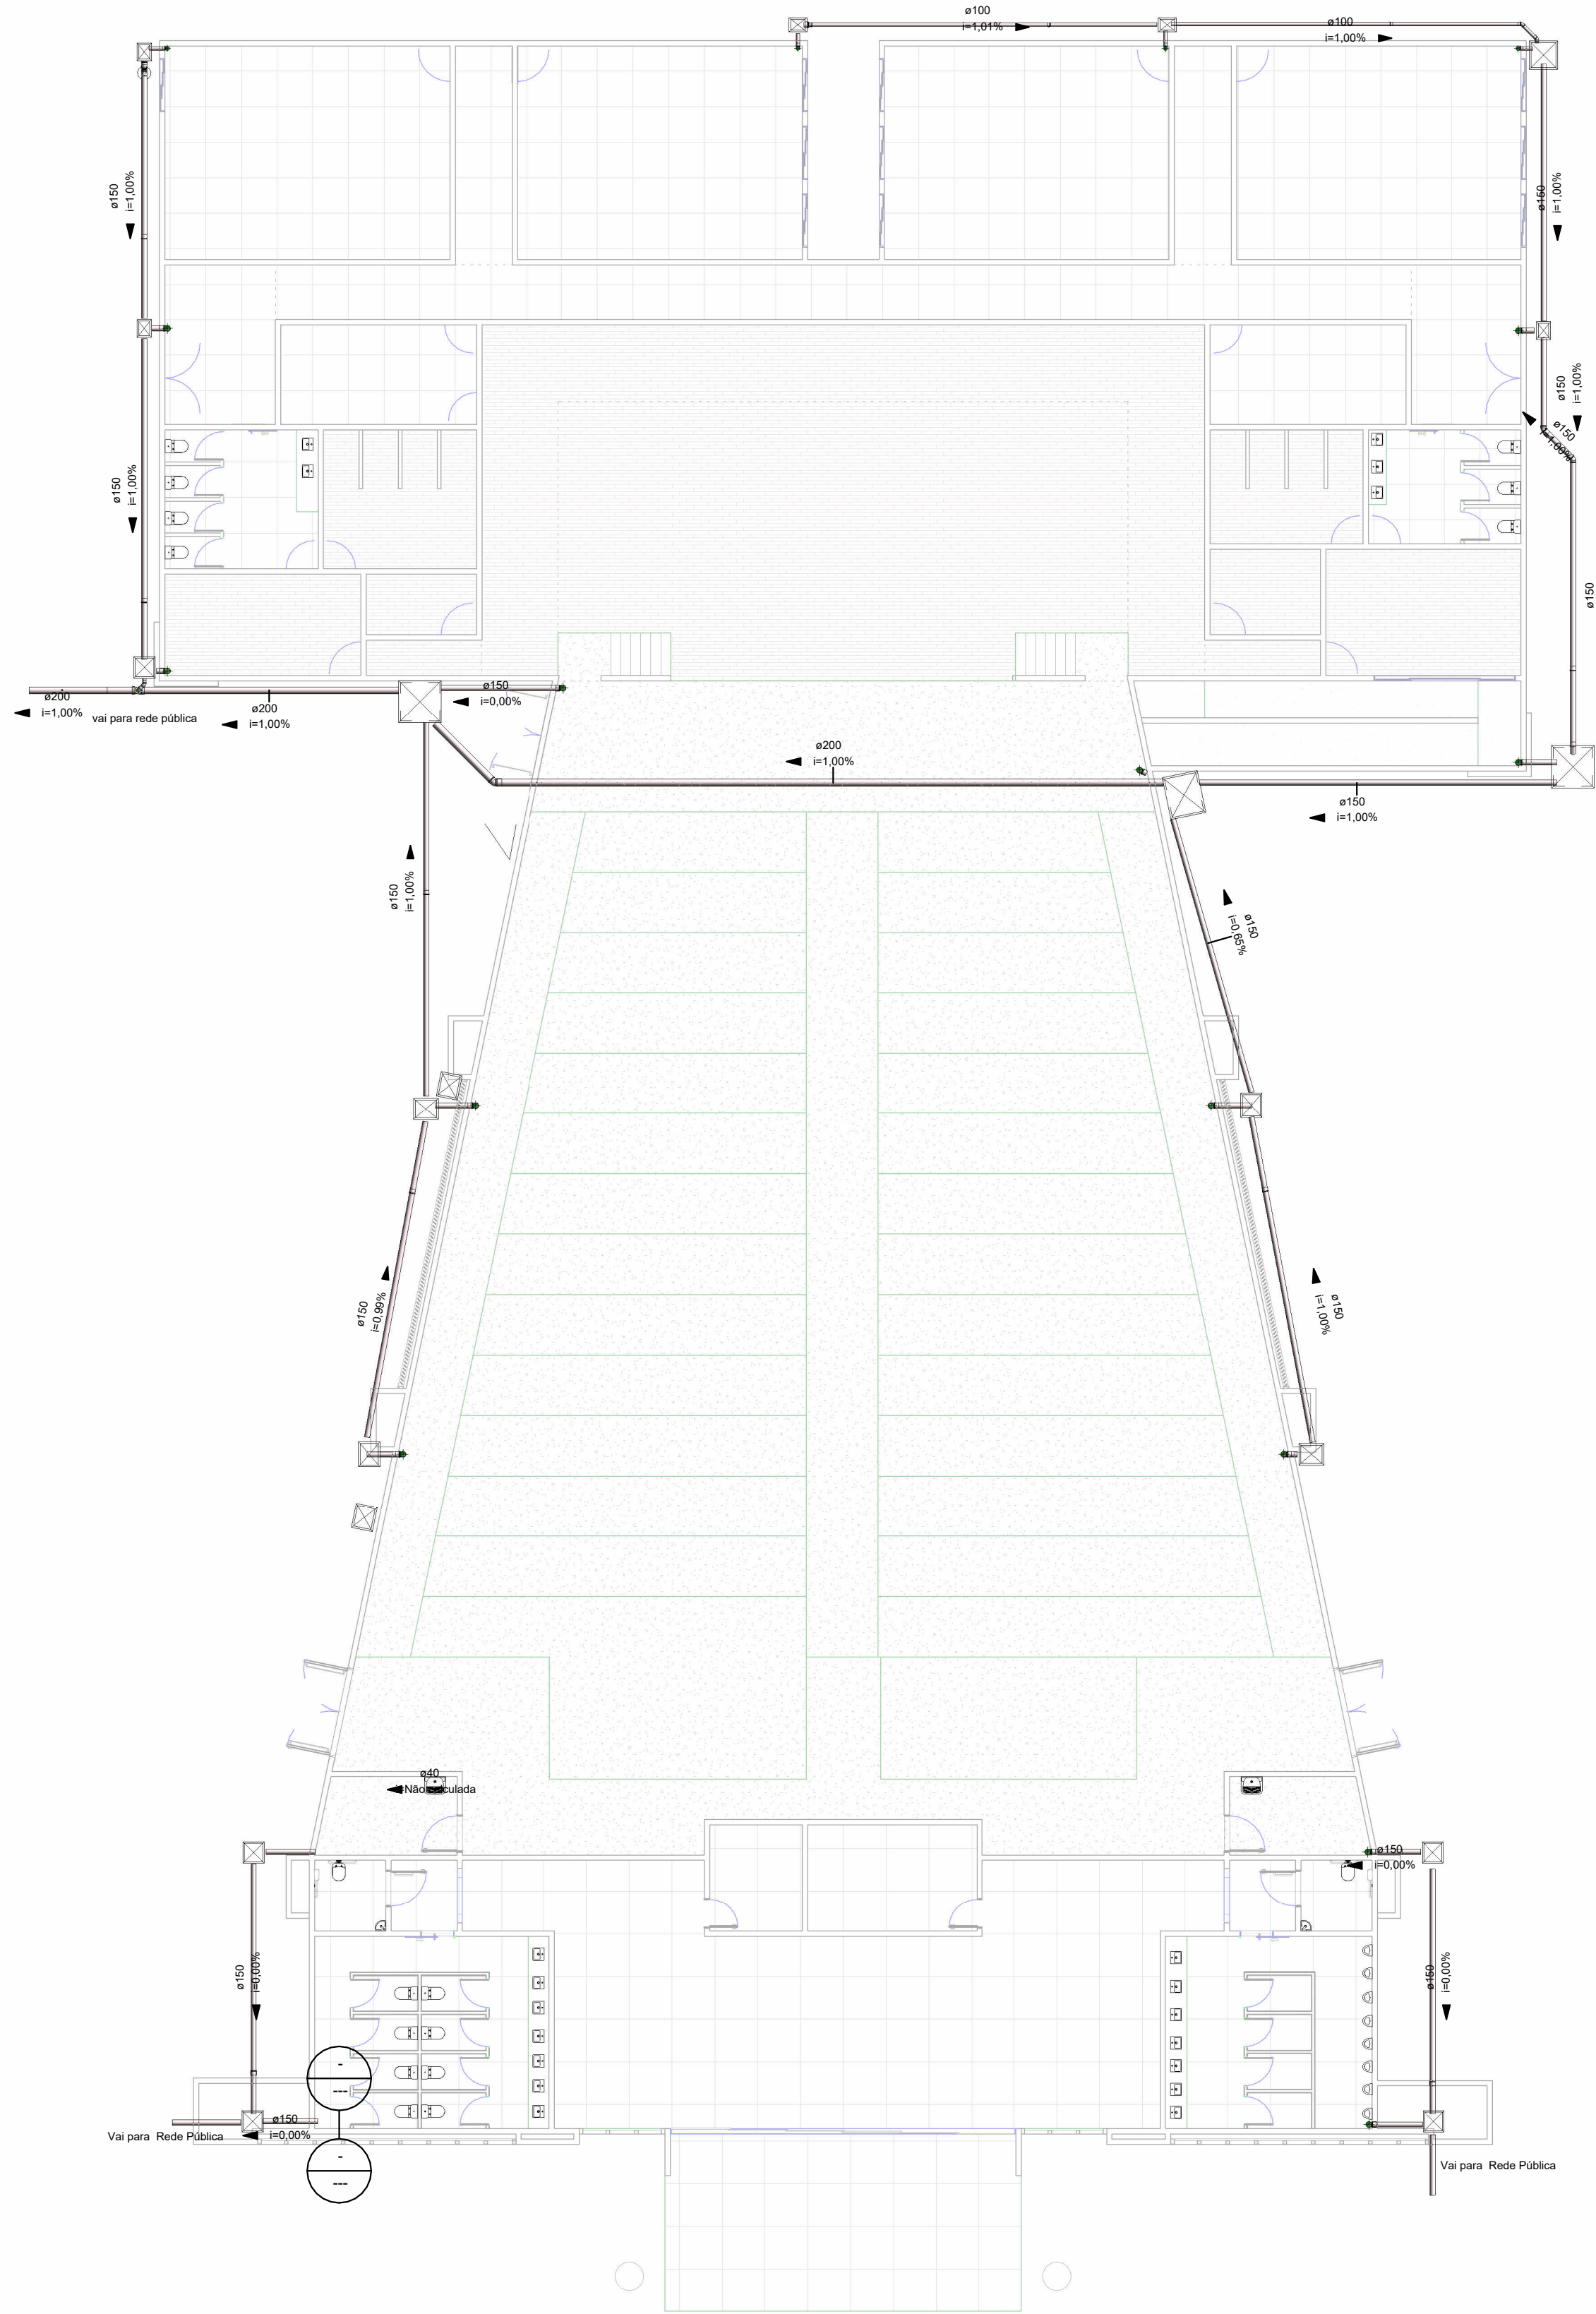 ø100
i=1,01%
ø100
i=1,00%
ø150
i=1,00%
ø150
i=1,00%
ø150
i=1,00%
ø150
i=1,00%
ø150
i=1,00%
ø150
ø200
i=1,00%
vai para rede pública
ø200
i=1,00%
ø150
i=0,00%
ø200
i=1,00%
ø150
i=1,00%
ø150
i=1,00%
ø150
i=0,65%
ø150
i=0,99%
ø150
i=1,00%
ø40
ø150
i=0,00%
ø150
i=0,00%
ø150
i=0,00%
-
---
ø150
i=0,00%
Vai para Rede Pública
-
---
Vai para Rede Pública